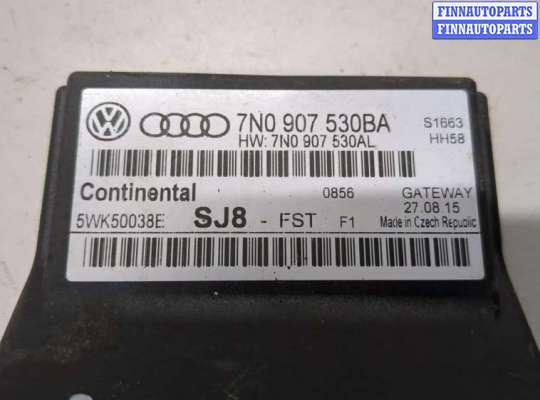 FINNAUTOPARTS
FINNAUTOPARTS
7N0 907 530BA S1663
HW: 7N0 907 530AL HH58
Continental 0856 GATEWAY
27.08.15
5WK50038E SJ8 - FST F1 Made in Czech Republic